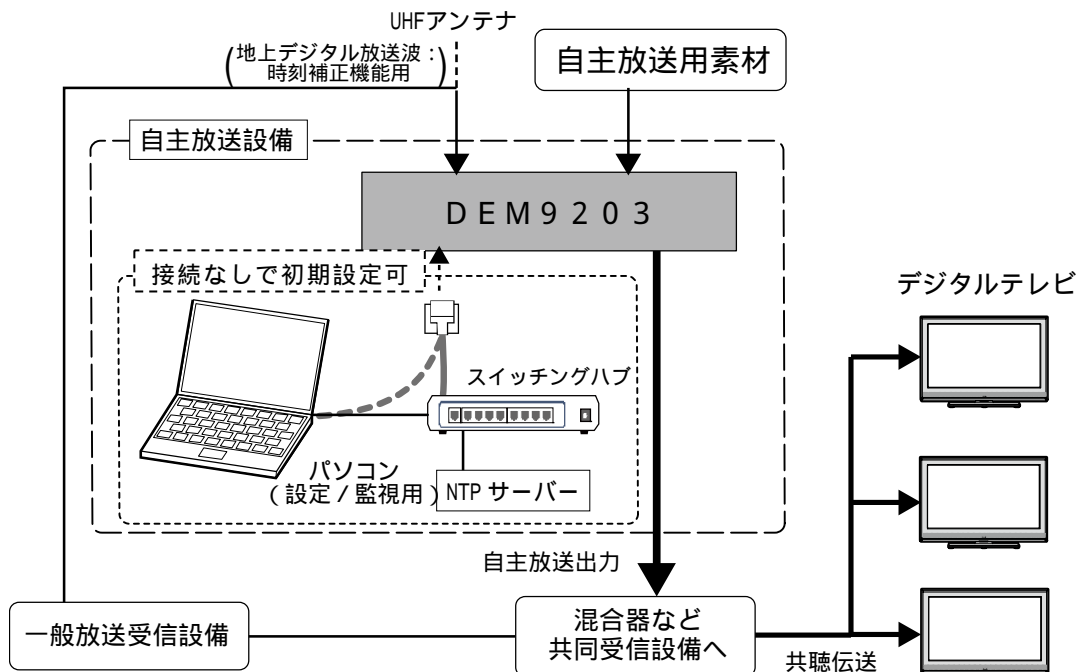 UHFアンテナ
(地上デジタル放送波：
時刻補正機能用)
自主放送用素材
自主放送設備
DEM9203
接続なしで初期設定可
デジタルテレビ
スイッチングハブ
パソコン
(設定/監視用)
NTP サーバー
自主放送出力
一般放送受信設備
混合器など
共同受信設備へ
共聴伝送